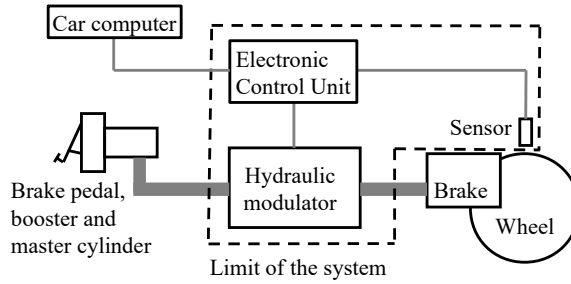 Car computer
Electronic
Control Unit
Sensor
Hydraulic
modulator
Brake
Wheel
Brake pedal,
booster and
master cylinder
Limit of the system